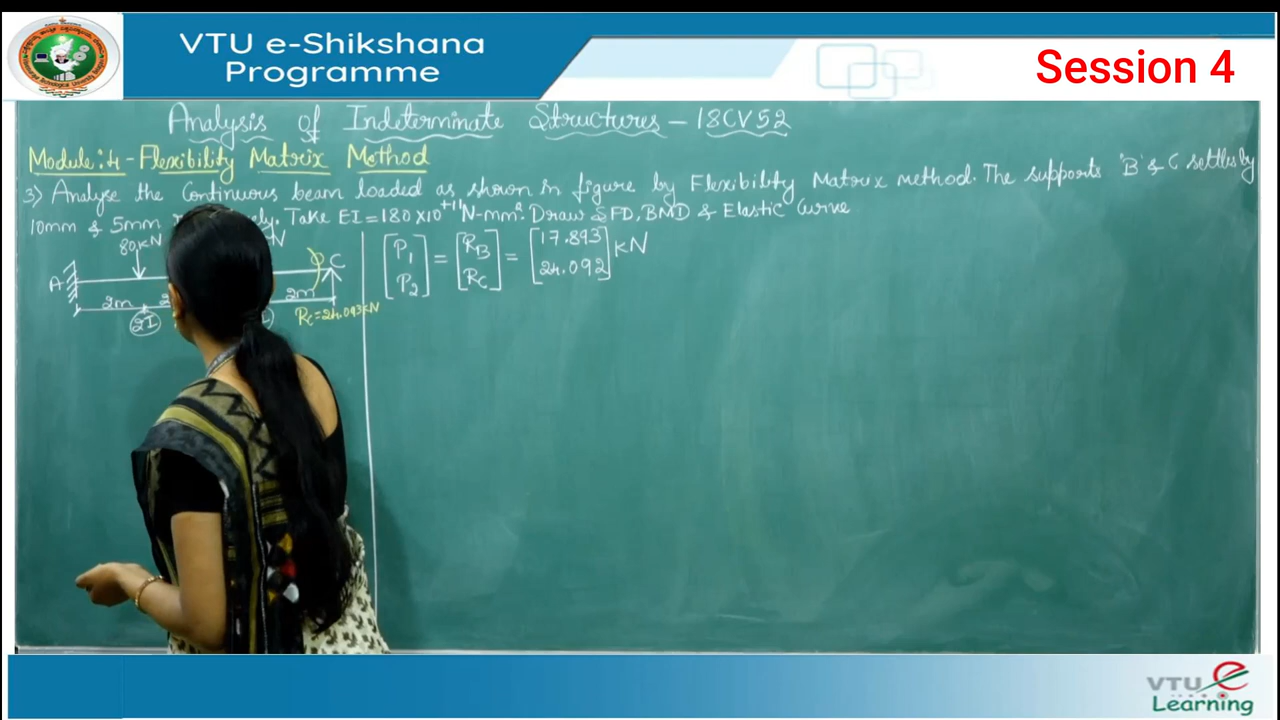 VTU e-Shikshana
Programme
Session 4
Analysis of Indeterminate Structures - 18CV52
Module:4 - Flexibility Matrix Method
3) Analyse the Continuous beam loaded as shown in figure by Flexibility Matrix method. The supports 'B' & C settles by
10mm & 5mm Take EI = 180 x10⁺¹¹ N-mm². Draw SFD, BMD & Elastic Curve
80KN N
A C
2m 2m
2I
Rc = 24.093KN
[P₁ P₂] = [RB RC] = [17.893 24.092] KN
VTU e
Learning